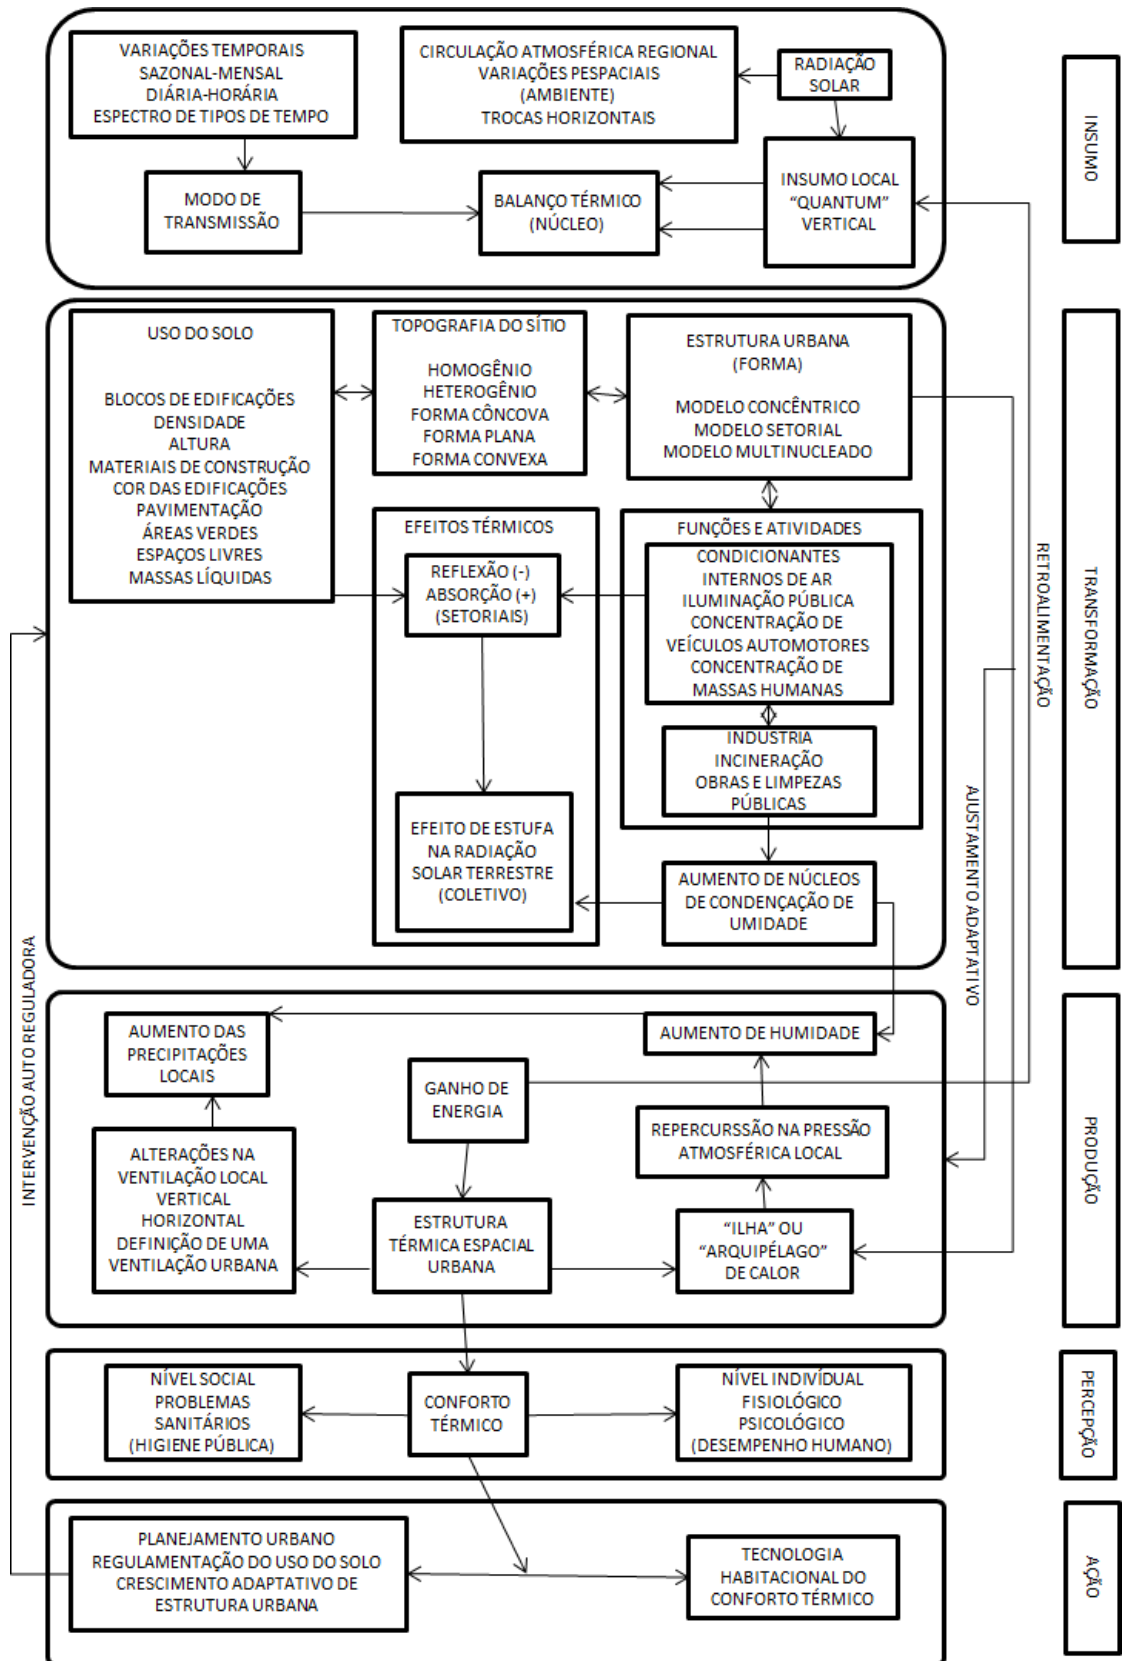 VARIAÇÕES TEMPORAIS
SAZONAL-MENSAL
DIÁRIA-HORÁRIA
ESPECTRO DE TIPOS DE TEMPO
CIRCULAÇÃO ATMOSFÉRICA REGIONAL
VARIAÇÕES PESPACIAIS
(AMBIENTE)
TROCAS HORIZONTAIS
RADIAÇÃO
SOLAR
MODO DE
TRANSMISSÃO
BALANÇO TÉRMICO
(NÚCLEO)
INSUMO LOCAL
“QUANTUM”
VERTICAL
INSUMO
USO DO SOLO
BLOCOS DE EDIFICAÇÕES
DENSIDADE
ALTURA
MATERIAIS DE CONSTRUÇÃO
COR DAS EDIFICAÇÕES
PAVIMENTAÇÃO
ÁREAS VERDES
ESPAÇOS LIVRES
MASSAS LÍQUIDAS
TOPOGRAFIA DO SÍTIO
HOMOGÊNIO
HETEROGÊNIO
FORMA CÔNCOVA
FORMA PLANA
FORMA CONVEXA
ESTRUTURA URBANA
(FORMA)
MODELO CONCÊNTRICO
MODELO SETORIAL
MODELO MULTINUCLEADO
EFEITOS TÉRMICOS
REFLEXÃO (-)
ABSORÇÃO (+)
(SETORIAIS)
EFEITO DE ESTUFA
NA RADIAÇÃO
SOLAR TERRESTRE
(COLETIVO)
FUNÇÕES E ATIVIDADES
CONDICIONANTES
INTERNOS DE AR
ILUMINAÇÃO PÚBLICA
CONCENTRAÇÃO DE
VEÍCULOS AUTOMOTORES
CONCENTRAÇÃO DE
MASSAS HUMANAS
INDÚSTRIA
INCINERAÇÃO
OBRAS E LIMPEZAS
PÚBLICAS
AUMENTO DE NÚCLEOS
DE CONDENÇAÇÃO DE
UMIDADE
RETROALIMENTAÇÃO
AJUSTAMENTO ADAPTATIVO
TRANSFORMAÇÃO
INTERVENÇÃO AUTO REGULADORA
AUMENTO DAS
PRECIPITAÇÕES
LOCAIS
AUMENTO DE HUMIDADE
GANHO DE
ENERGIA
REPERCURSSÃO NA PRESSÃO
ATMOSFÉRICA LOCAL
ALTERAÇÕES NA
VENTILAÇÃO LOCAL
VERTICAL
HORIZONTAL
DEFINIÇÃO DE UMA
VENTILAÇÃO URBANA
ESTRUTURA
TÉRMICA ESPACIAL
URBANA
“ILHA” OU
“ARQUIPÉLAGO”
DE CALOR
PRODUÇÃO
NÍVEL SOCIAL
PROBLEMAS
SANITÁRIOS
(HIGIENE PÚBLICA)
CONFORTO
TÉRMICO
NÍVEL INDIVÍDUAL
FISIOLÓGICO
PSICOLÓGICO
(DESEMPENHO HUMANO)
PERCEPÇÃO
PLANEJAMENTO URBANO
REGULAMENTAÇÃO DO USO DO SOLO
CRESCIMENTO ADAPTATIVO DE
ESTRUTURA URBANA
TECNOLOGIA
HABITACIONAL DO
CONFORTO TÉRMICO
AÇÃO